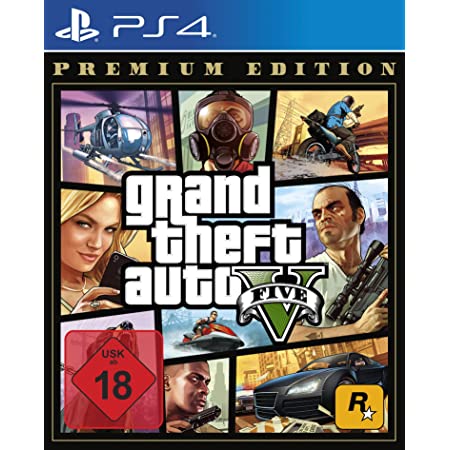 PS4
PREMIUM EDITION
grand
theft
auto
V
FIVE
USK
ab
18
R